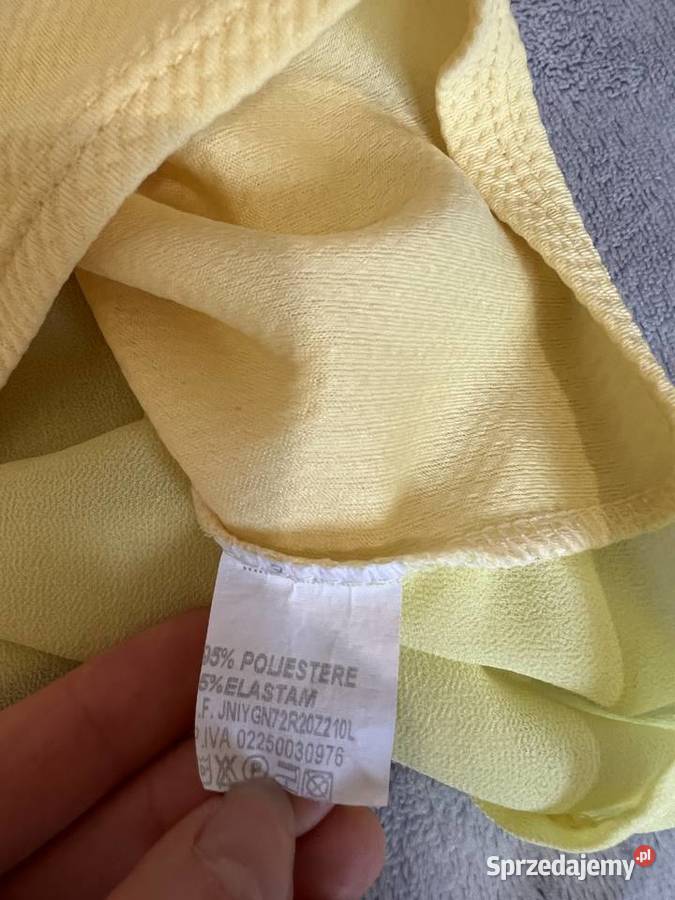 95% POLIESTERE
5%ELASTAM
.F. JNIYGN72R20Z210L
P.IVA 02250030976
Sprzedajemy.pl